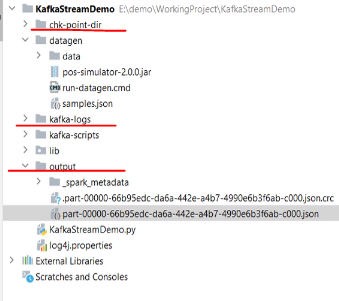 KafkaStreamDemo E:\demo\WorkingProject\KafkaStreamDemo
chk-point-dir
datagen
data
pos-simulator-2.0.0.jar
run-datagen.cmd
samples.json
kafka-logs
kafka-scripts
lib
output
_spark_metadata
.part-00000-66b95edc-da6a-442e-a4b7-4990e6b3f6ab-c000.json.crc
part-00000-66b95edc-da6a-442e-a4b7-4990e6b3f6ab-c000.json
KafkaStreamDemo.py
log4j.properties
External Libraries
Scratches and Consoles